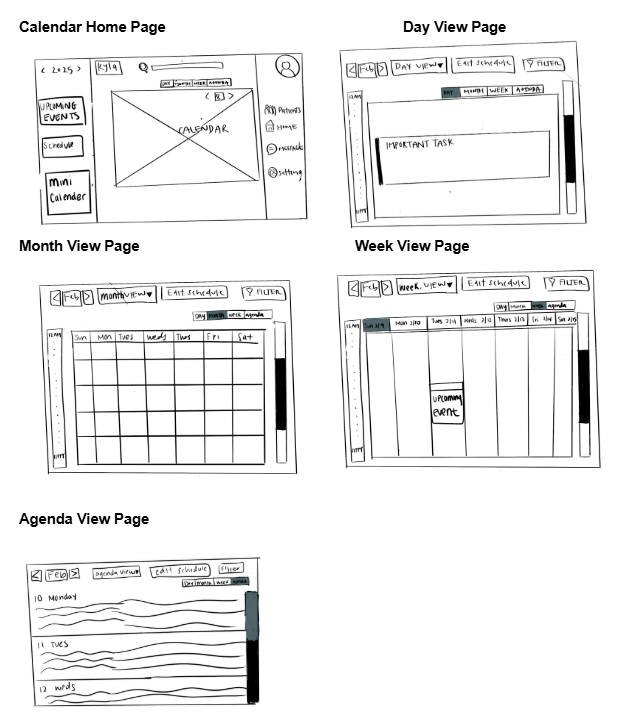 Calendar Home Page
< 2025 >
Kyla
DAY MONTH WEEK AGENDA
UPCOMING
EVENTS
Schedule
Mini
Calender
< 8 >
CALENDAR
Patients
HOME
setting
Day View Page
< Feb >
DAY VIEW
Edit schedule
FILTER
DAY MONTH WEEK AGENDA
12 AM
IMPORTANT TASK
11 PM
Month View Page
< Feb >
month VIEW
Edit schedule
FILTER
Day month week agenda
12 AM
Sun Mon Tues Weds Thurs Fri Sat
11 PM
Week View Page
< Feb >
week VIEW
Edit schedule
FILTER
Day month week agenda
12 AM
Sun 2/9 Mon 2/10 Tues 2/11 Weds 2/12 Thurs 2/13 Fri 2/14 Sat 2/15
upcoming
event
11 PM
Agenda View Page
< Feb >
agenda view
edit schedule
Filter
Day month week agenda
10 Monday
11 Tues
12 weds